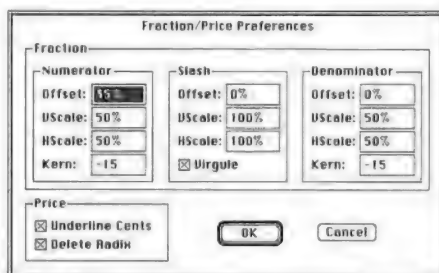 Fraction/Price Preferences
Fraction
Numerator
Offset: 35%
VScale: 50%
HScale: 50%
Kern: -15
Slash
Offset: 0%
VScale: 100%
HScale: 100%
Virgule
Denominator
Offset: 0%
VScale: 50%
HScale: 50%
Kern: -15
Price
Underline Cents
Delete Radix
OK
Cancel